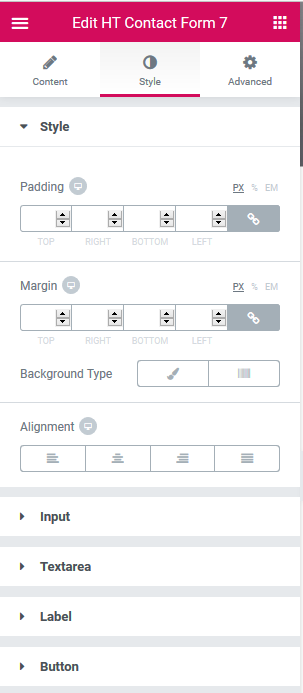 Edit HT Contact Form 7
Content Style Advanced
Style
Padding PX % EM
TOP RIGHT BOTTOM LEFT
Margin PX % EM
TOP RIGHT BOTTOM LEFT
Background Type
Alignment
Input
Textarea
Label
Button